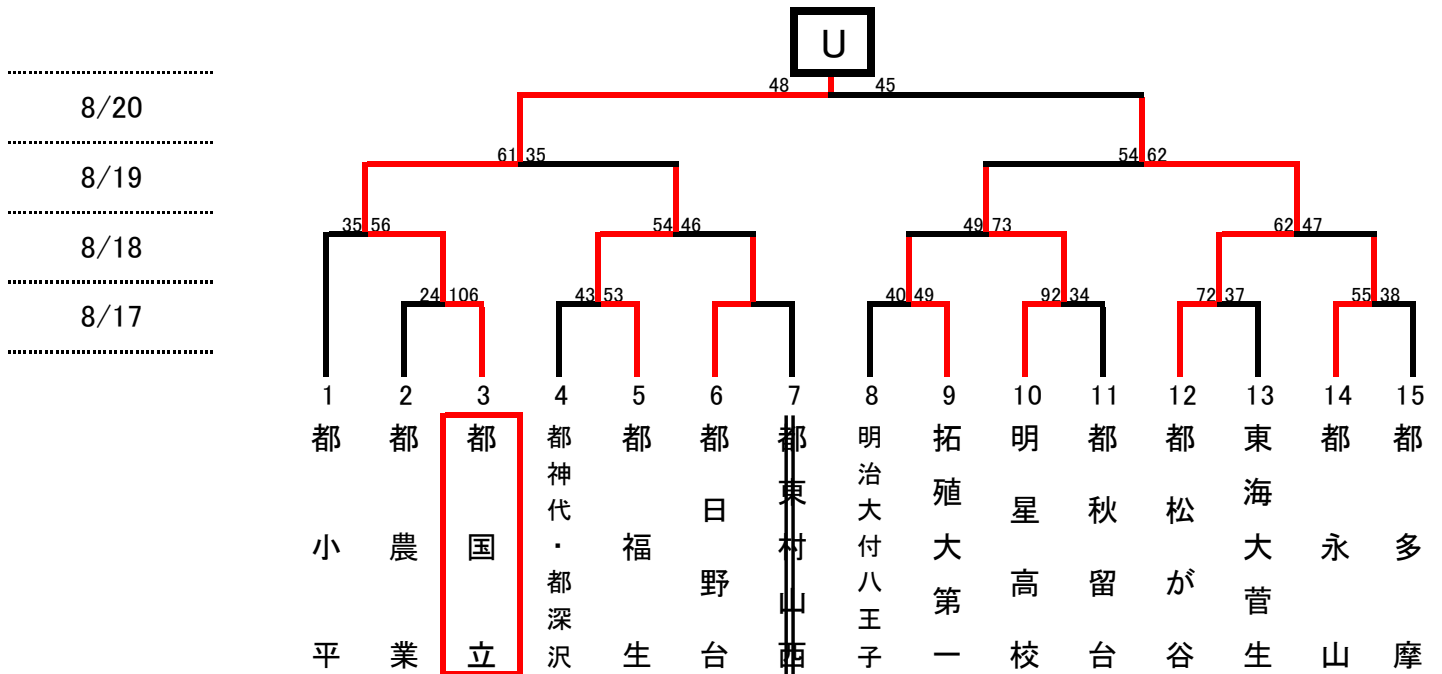 U
48 45
8/20
61 35 54 62
8/19
35 56 54 46 49 73 62 47
8/18
24 106 43 53 40 49 92 34 72 37 55 38
8/17
1 2 3 4 5 6 7 8 9 10 11 12 13 14 15
都小平
都農業
都国立
都神代・都深沢
都福生
都日野台
都東村山西
明治大付八王子
拓殖大第一
明星高校
都秋留台
都松が谷
東海大菅生
都永山
都多摩